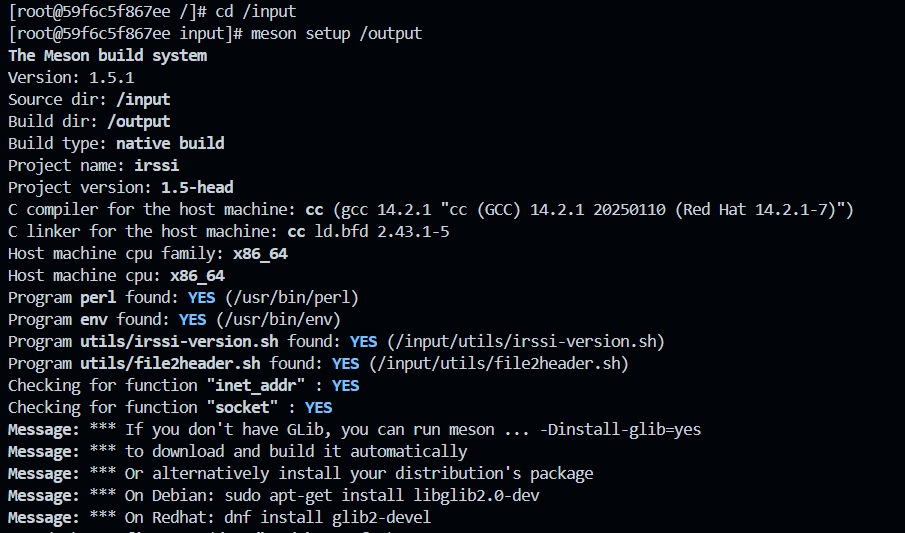 [root@59f6c5f867ee /]# cd /input
[root@59f6c5f867ee input]# meson setup /output
The Meson build system
Version: 1.5.1
Source dir: /input
Build dir: /output
Build type: native build
Project name: irssi
Project version: 1.5-head
C compiler for the host machine: cc (gcc 14.2.1 "cc (GCC) 14.2.1 20250110 (Red Hat 14.2.1-7)")
C linker for the host machine: cc ld.bfd 2.43.1-5
Host machine cpu family: x86_64
Host machine cpu: x86_64
Program perl found: YES (/usr/bin/perl)
Program env found: YES (/usr/bin/env)
Program utils/irssi-version.sh found: YES (/input/utils/irssi-version.sh)
Program utils/file2header.sh found: YES (/input/utils/file2header.sh)
Checking for function "inet_addr" : YES
Checking for function "socket" : YES
Message: *** If you don't have GLib, you can run meson ... -Dinstall-glib=yes
Message: *** to download and build it automatically
Message: *** Or alternatively install your distribution's package
Message: *** On Debian: sudo apt-get install libglib2.0-dev
Message: *** On Redhat: dnf install glib2-devel